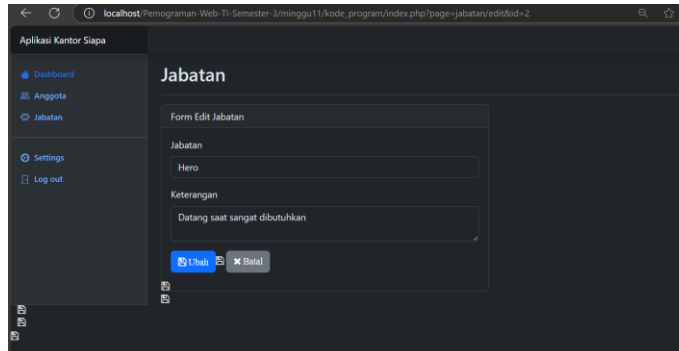 localhost/Pemograman-Web-TI-Semester-3/minggu11/kode_program/index.php?page=jabatan/edit&id=2
Aplikasi Kantor Siapa
Dashboard
Anggota
Jabatan
Settings
Log out
Jabatan
Form Edit Jabatan
Jabatan
Hero
Keterangan
Datang saat sangat dibutuhkan
Ubah
Batal